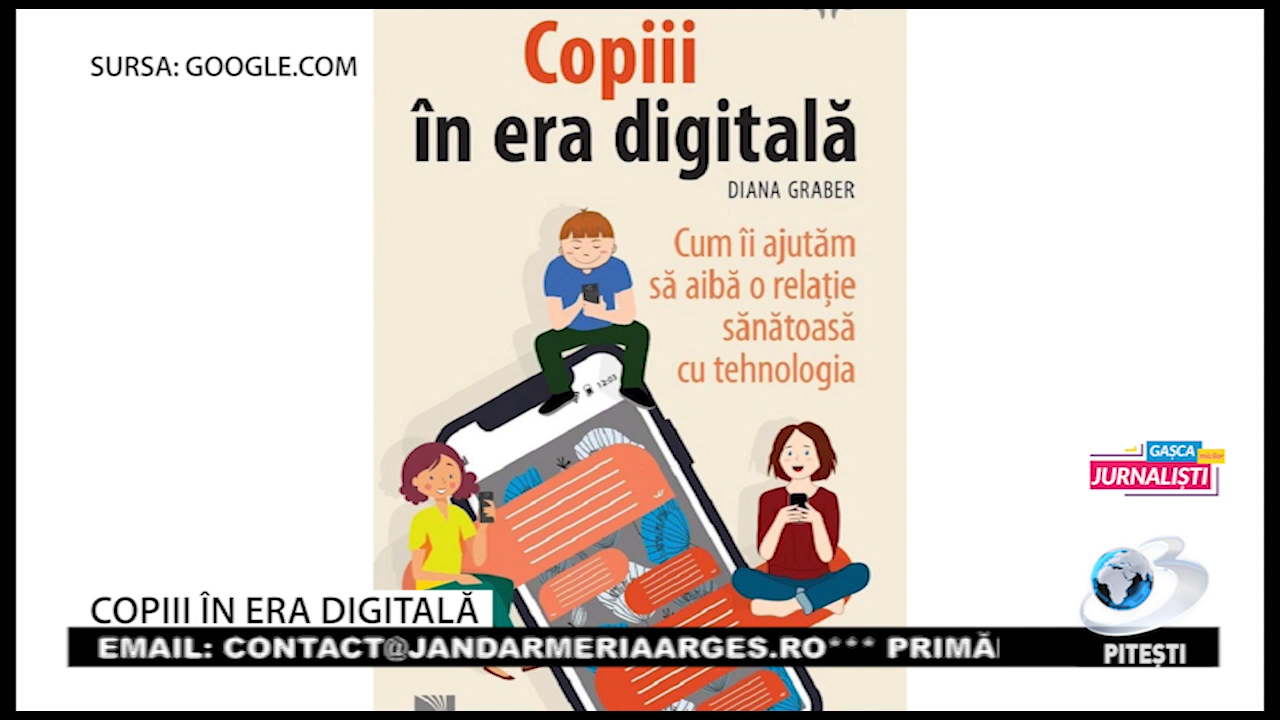 SURSA: GOOGLE.COM
Copiii
în era digitală
DIANA GRABER
Cum îi ajutăm
să aibă o relație
sănătoasă
cu tehnologia
12:03
GAȘCA
micilor
JURNALIȘTI
3
COPIII ÎN ERA DIGITALĂ
EMAIL: CONTACT@JANDARMERIAARGES.RO*** PRIMĂ
PITEȘTI